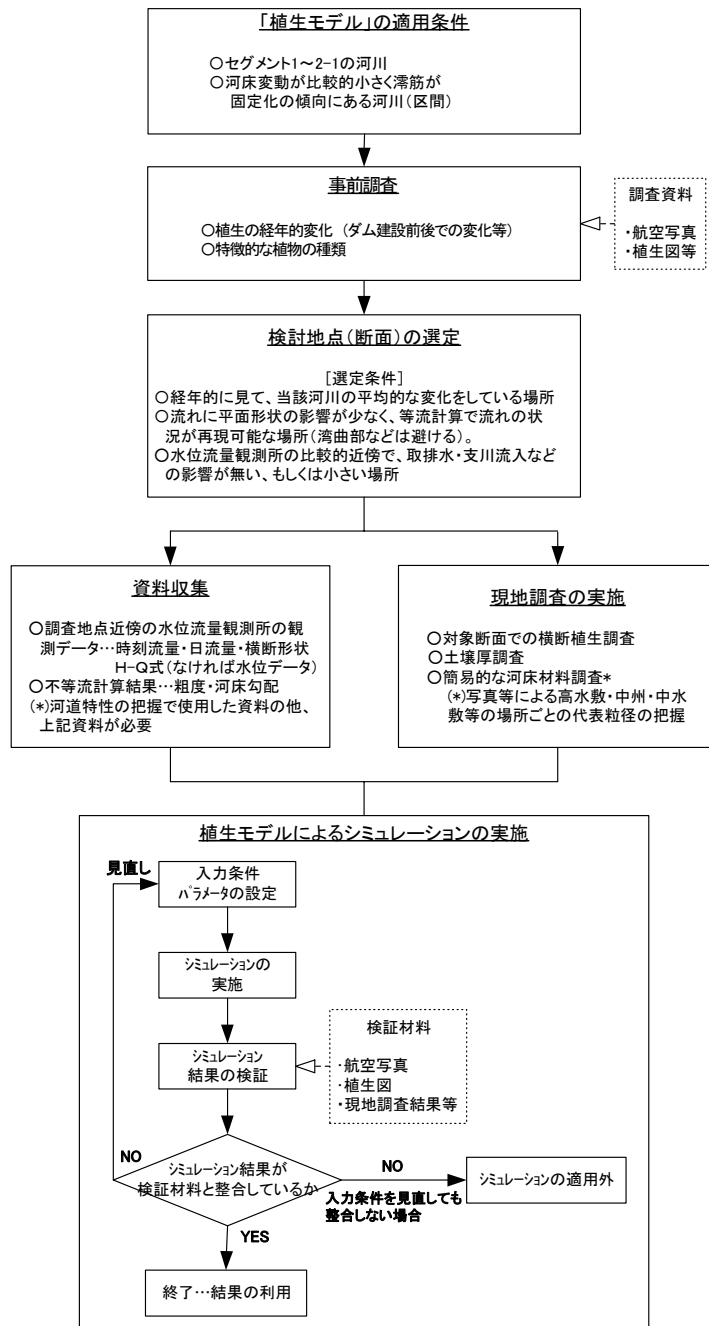 「植生モデル」の適用条件
○セグメント1～2-1の河川
○河床変動が比較的小さく澪筋が
固定化の傾向にある河川(区間)
事前調査
○植生の経年的変化 (ダム建設前後での変化等)
○特徴的な植物の種類
調査資料
・航空写真
・植生図等
検討地点(断面)の選定
[選定条件]
○経年的に見て、当該河川の平均的な変化をしている場所
○流れに平面形状の影響が少なく、等流計算で流れの状
況が再現可能な場所(湾曲部などは避ける)。
○水位流量観測所の比較的近傍で、取排水・支川流入など
の影響が無い、もしくは小さい場所
資料収集
○調査地点近傍の水位流量観測所の観
測データ…時刻流量・日流量・横断形状
H-Q式(なければ水位データ)
○不等流計算結果…粗度・河床勾配
(*)河道特性の把握で使用した資料の他、
上記資料が必要
現地調査の実施
○対象断面での横断植生調査
○土壌厚調査
○簡易的な河床材料調査*
(*)写真等による高水敷・中州・中水
敷等の場所ごとの代表粒径の把握
植生モデルによるシミュレーションの実施
見直し
入力条件
ﾊﾟﾗﾒｰﾀの設定
ｼﾐｭﾚｰｼｮﾝの
実施
ｼﾐｭﾚｰｼｮﾝ
結果の検証
検証材料
・航空写真
・植生図
・現地調査結果等
NO
ｼﾐｭﾚｰｼｮﾝ結果が
検証材料と整合しているか
NO
入力条件を見直しても
整合しない場合
ｼﾐｭﾚｰｼｮﾝの適用外
YES
終了…結果の利用